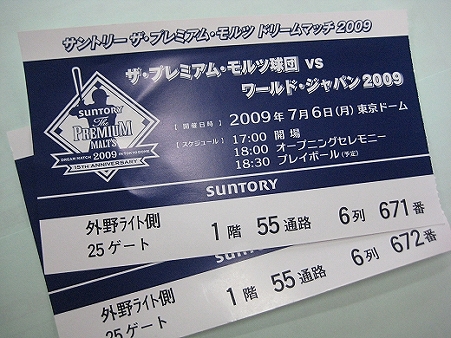 サントリー ザ・プレミアム・モルツ ドリームマッチ 2009
ザ・プレミアム・モルツ球団 vs
ワールド・ジャパン 2009
SUNTORY
The
PREMIUM
MALT'S
DREAM MATCH 2009 IN TOKYO DOME
15TH ANNIVERSARY
【 開催日時 】 2009年7月6日(月) 東京ドーム
【スケジュール】 17:00 開 場
18:00 オープニングセレモニー
18:30 プレイボール(予定)
SUNTORY
外野ライト側
25ゲート
1階 55通路 6列 671番
外野ライト側
25ゲート
1階 55通路 6列 672番